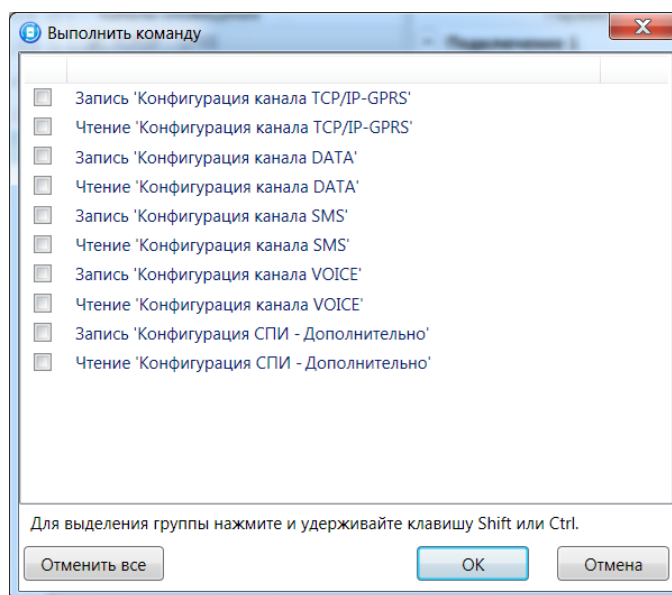 Выполнить команду
Запись 'Конфигурация канала TCP/IP-GPRS'
Чтение 'Конфигурация канала TCP/IP-GPRS'
Запись 'Конфигурация канала DATA'
Чтение 'Конфигурация канала DATA'
Запись 'Конфигурация канала SMS'
Чтение 'Конфигурация канала SMS'
Запись 'Конфигурация канала VOICE'
Чтение 'Конфигурация канала VOICE'
Запись 'Конфигурация СПИ - Дополнительно'
Чтение 'Конфигурация СПИ - Дополнительно'
Для выделения группы нажмите и удерживайте клавишу Shift или Ctrl.
Отменить все
OK
Отмена